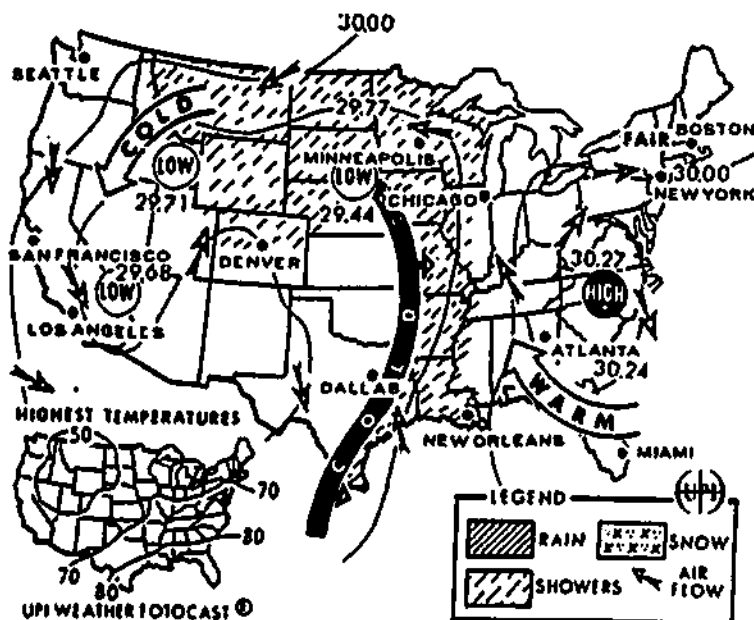 30.00
SEATTLE
COLD
29.77
LOW
MINNEAPOLIS
LOW
FAIR
BOSTON
30.00
NEW YORK
CHICAGO
29.71
29.44
SAN FRANCISCO
29.68
DENVER
LOW
30.27
HIGH
LOS ANGELES
ATLANTA
30.24
DALLAS
WARM
COLD
NEW ORLEANS
MIAMI
HIGHEST TEMPERATURES
50
70
80
70
80
UPI WEATHER FOTOCAST ®
LEGEND
UPI
RAIN
SNOW
SHOWERS
AIR
FLOW